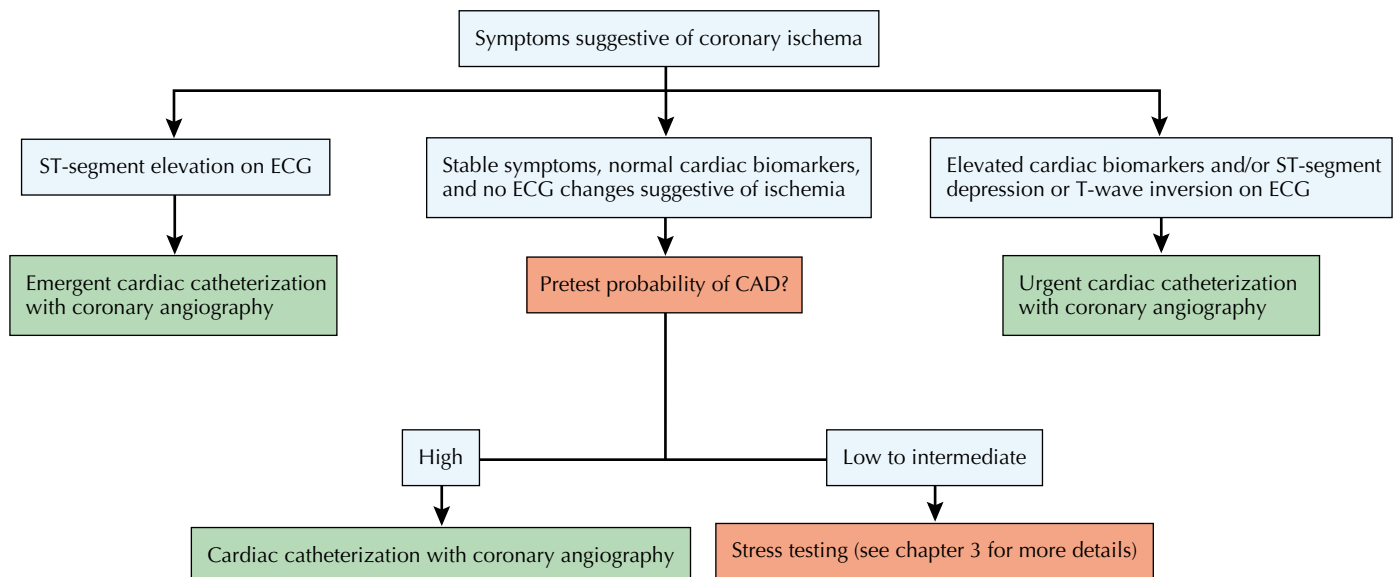 Symptoms suggestive of coronary ischema
ST-segment elevation on ECG
Stable symptoms, normal cardiac biomarkers,
and no ECG changes suggestive of ischemia
Elevated cardiac biomarkers and/or ST-segment
depression or T-wave inversion on ECG
Emergent cardiac catheterization
with coronary angiography
Pretest probability of CAD?
Urgent cardiac catheterization
with coronary angiography
High
Low to intermediate
Cardiac catheterization with coronary angiography
Stress testing (see chapter 3 for more details)